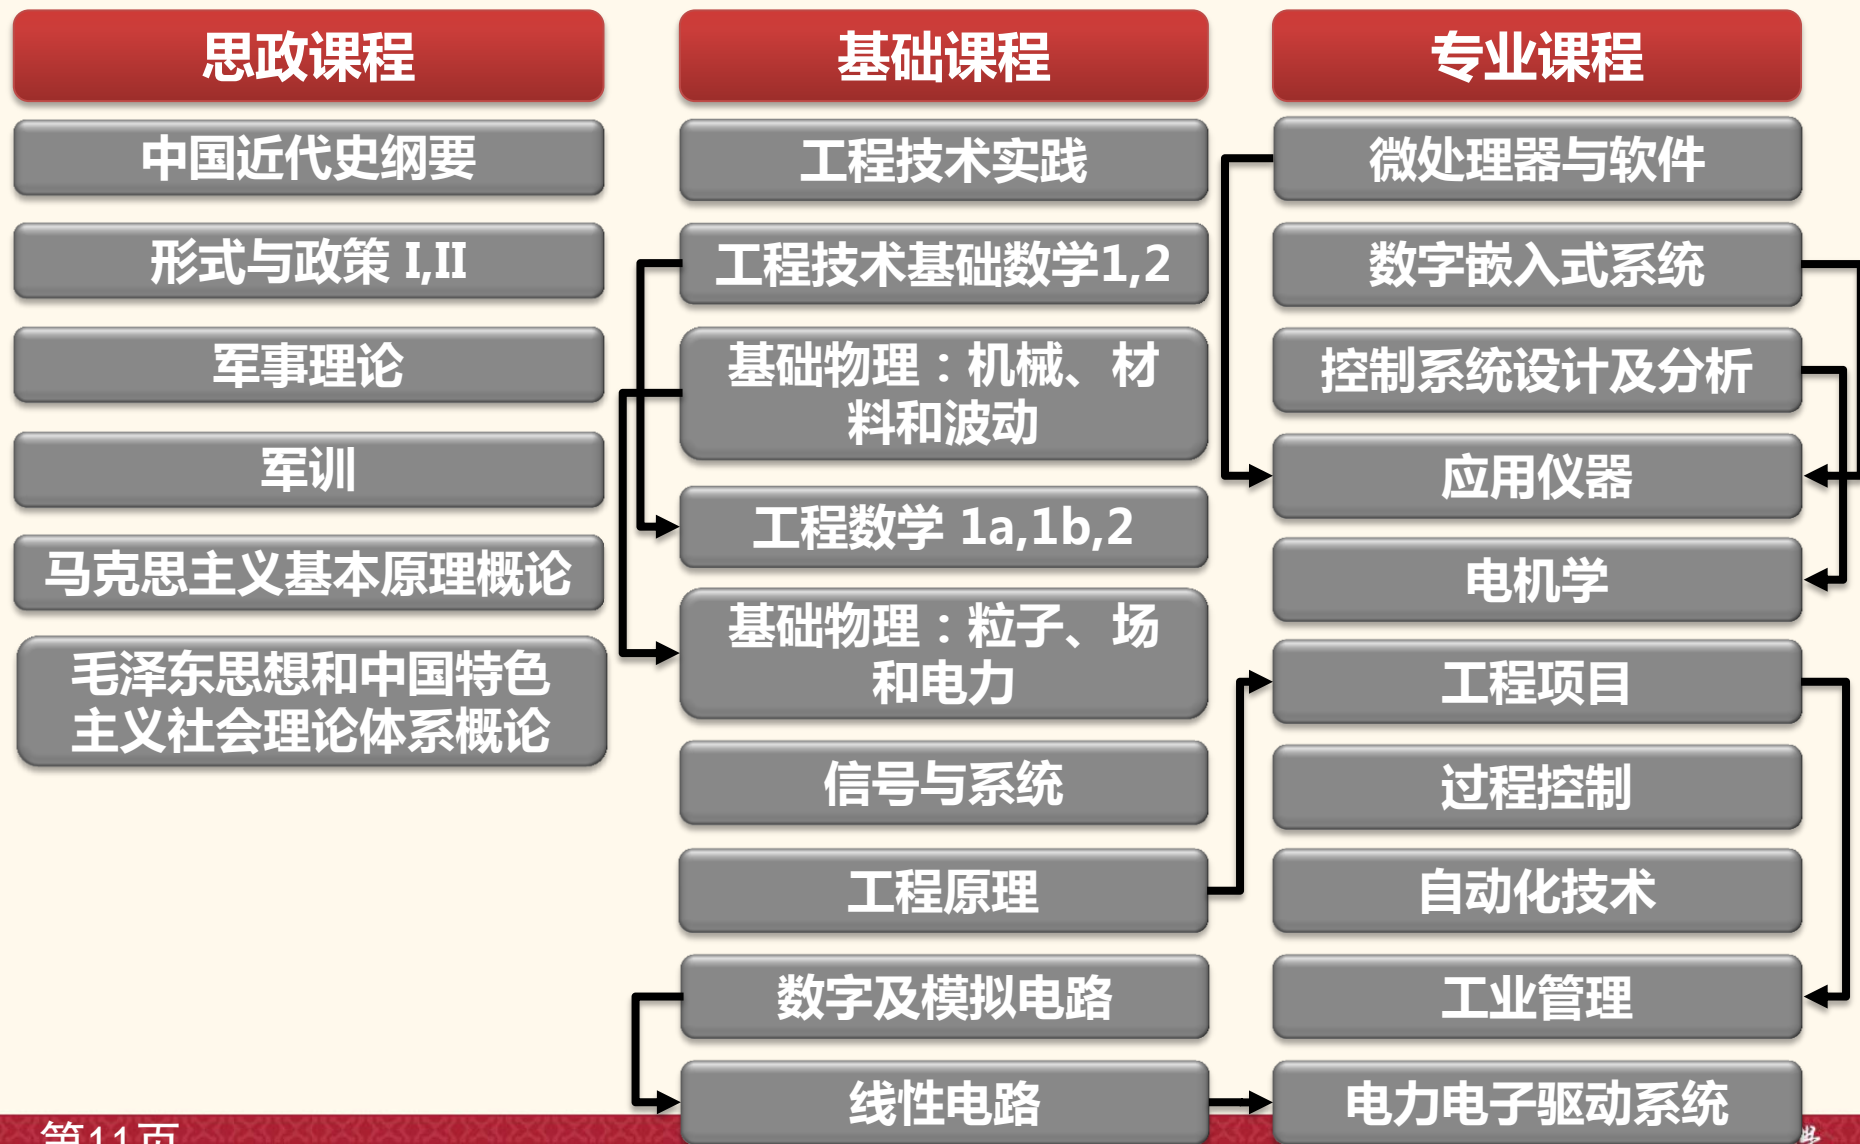 思政课程
中国近代史纲要
形式与政策 I,II
军事理论
军训
马克思主义基本原理概论
毛泽东思想和中国特色
主义社会理论体系概论
基础课程
工程技术实践
工程技术基础数学1,2
基础物理：机械、材
料和波动
工程数学 1a,1b,2
基础物理：粒子、场
和电力
信号与系统
工程原理
数字及模拟电路
线性电路
专业课程
微处理器与软件
数字嵌入式系统
控制系统设计及分析
应用仪器
电机学
工程项目
过程控制
自动化技术
工业管理
电力电子驱动系统
第11页